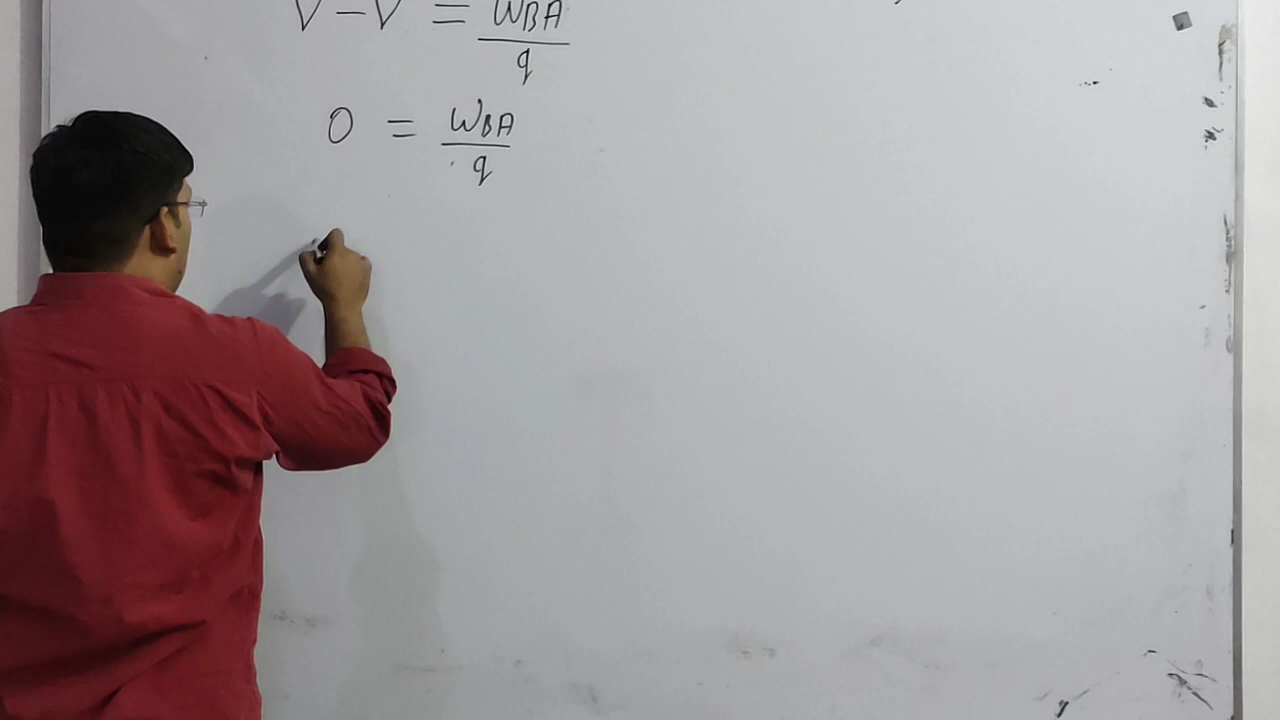 V - V = W_BA / q
0 = W_BA / q